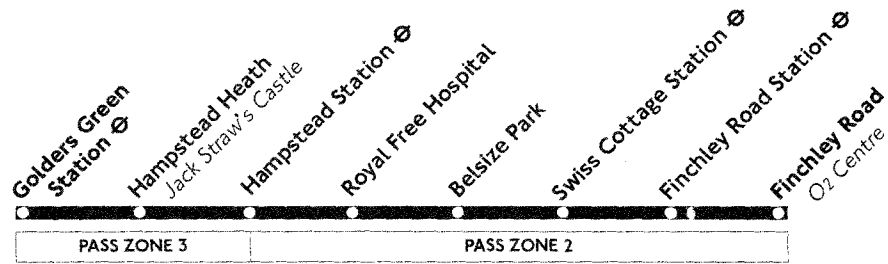 Golders Green
Station
Hampstead Heath
Jack Straw's Castle
Hampstead Station
Royal Free Hospital
Belsize Park
Swiss Cottage Station
Finchley Road Station
Finchley Road
O2 Centre
PASS ZONE 3
PASS ZONE 2